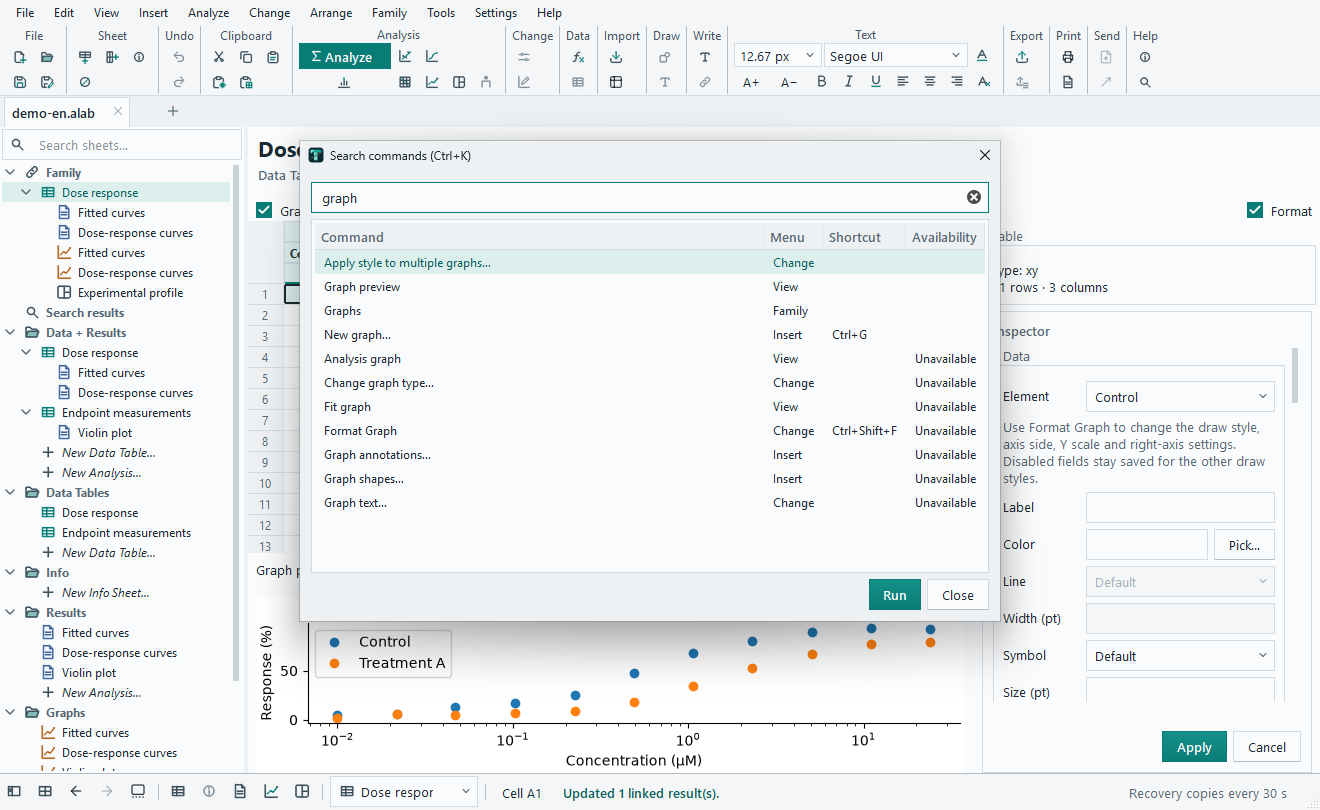 File Edit View Insert Analyze Change Arrange Family Tools Settings Help
File Sheet Undo Clipboard Analysis Change Data Import Draw Write Text Export Print Send Help
Σ Analyze
12.67 px Segoe UI
A+ A− B I U
demo-en.alab
Search sheets...
Family
Dose response
Fitted curves
Dose-response curves
Fitted curves
Dose-response curves
Experimental profile
Search results
Data + Results
Dose response
Fitted curves
Dose-response curves
Endpoint measurements
Violin plot
New Data Table...
New Analysis...
Data Tables
Dose response
Endpoint measurements
New Data Table...
Info
New Info Sheet...
Results
Fitted curves
Dose-response curves
Violin plot
New Analysis...
Graphs
Fitted curves
Dose-response curves
Data
1
2
3
4
5
6
7
8
9
10
11
12
13
Graph
Search commands (Ctrl+K)
graph
Command Menu Shortcut Availability
Apply style to multiple graphs... Change
Graph preview View
Graphs Family
New graph... Insert Ctrl+G
Analysis graph View Unavailable
Change graph type... Change Unavailable
Fit graph View Unavailable
Format Graph Change Ctrl+Shift+F Unavailable
Graph annotations... Insert Unavailable
Graph shapes... Insert Unavailable
Graph text... Change Unavailable
Run Close
Response (%)
Control
Treatment A
50
0
10⁻² 10⁻¹ 10⁰ 10¹
Concentration (µM)
Format
xy
rows · 3 columns
Data
Element Control
Use Format Graph to change the draw style,
axis side, Y scale and right-axis settings.
Disabled fields stay saved for the other draw
styles.
Label
Color Pick...
Line Default
Width (pt)
Symbol Default
Size (pt)
Apply Cancel
Dose respor Cell A1 Updated 1 linked result(s). Recovery copies every 30 s